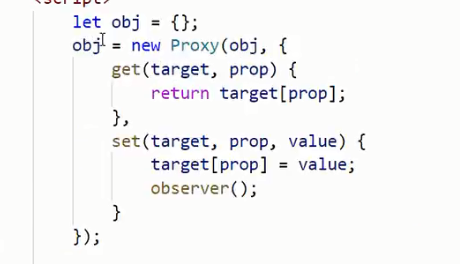 <script>
let obj = {};
obj = new Proxy(obj, {
get(target, prop) {
return target[prop];
},
set(target, prop, value) {
target[prop] = value;
observer();
}
});